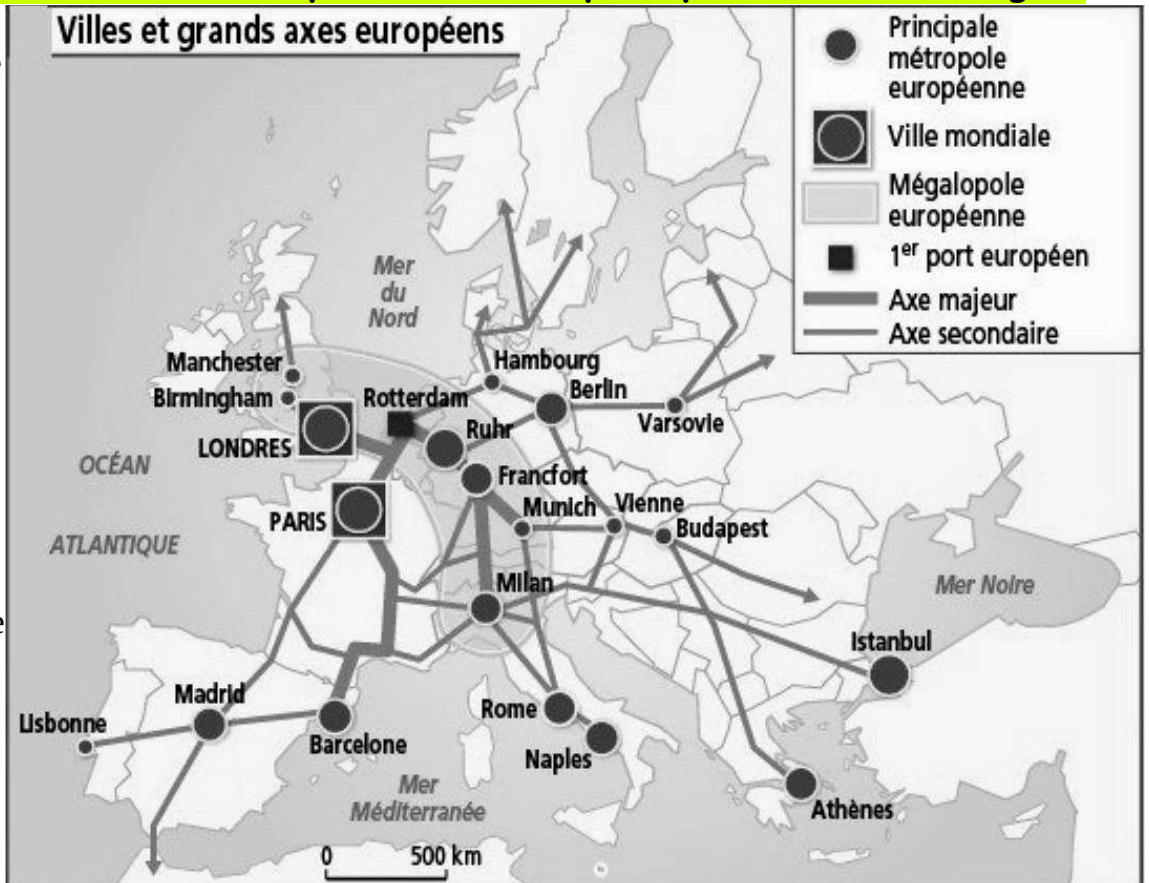 Villes et grands axes européens
Principale
métropole
européenne
Ville mondiale
Mégalopole
européenne
1er port européen
Axe majeur
Axe secondaire
Mer
du
Nord
Manchester
Birmingham
LONDRES
Rotterdam
Hambourg
Berlin
Ruhr
Varsovie
Francfort
OCÉAN
ATLANTIQUE
PARIS
Munich
Vienne
Budapest
Milan
Mer Noire
Istanbul
Madrid
Lisbonne
Barcelone
Rome
Naples
Mer
Méditerranée
Athènes
0 500 km